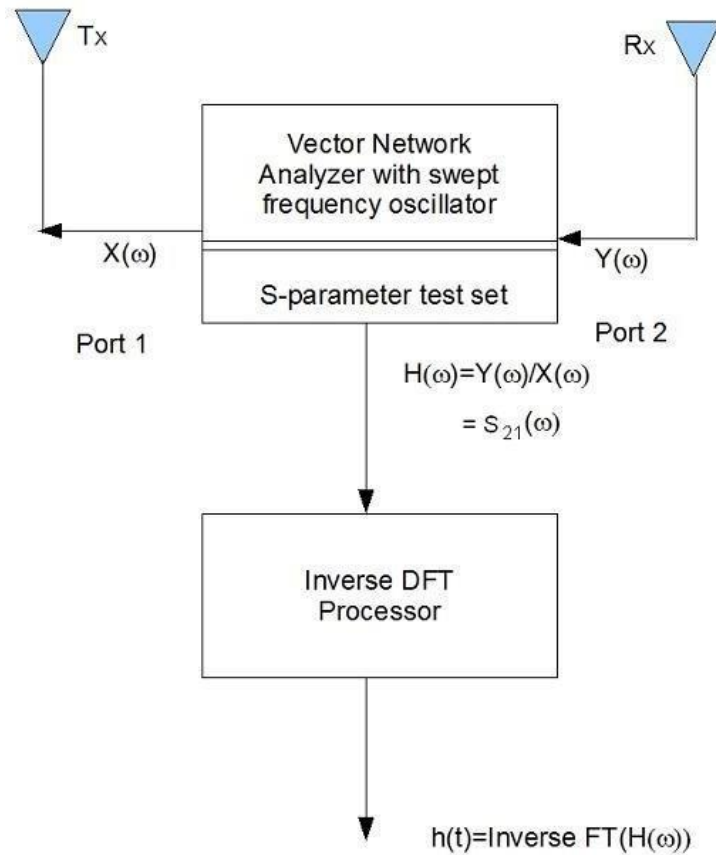 Tx
Rx
Vector Network
Analyzer with swept
frequency oscillator
X(ω)
Y(ω)
S-parameter test set
Port 1
Port 2
H(ω)=Y(ω)/X(ω)
= S₂₁(ω)
Inverse DFT
Processor
h(t)=Inverse FT(H(ω))